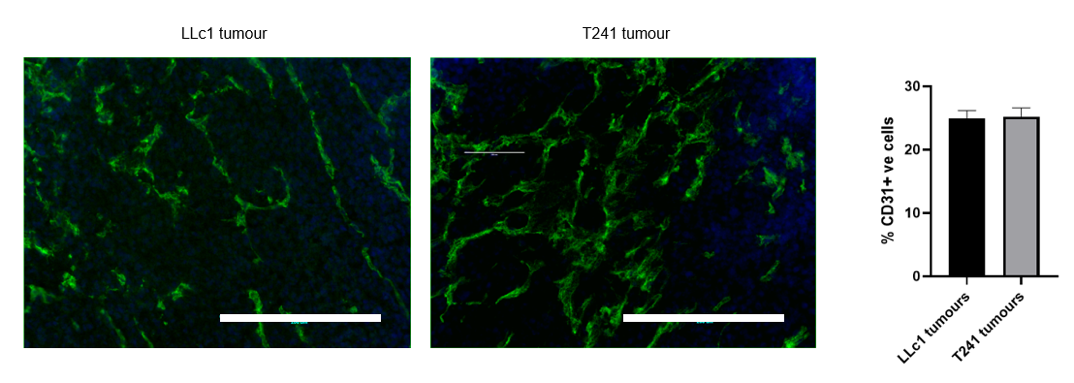 LLc1 tumour
T241 tumour
30
20
10
0
% CD31+ ve cells
LLc1 tumours
T241 tumours